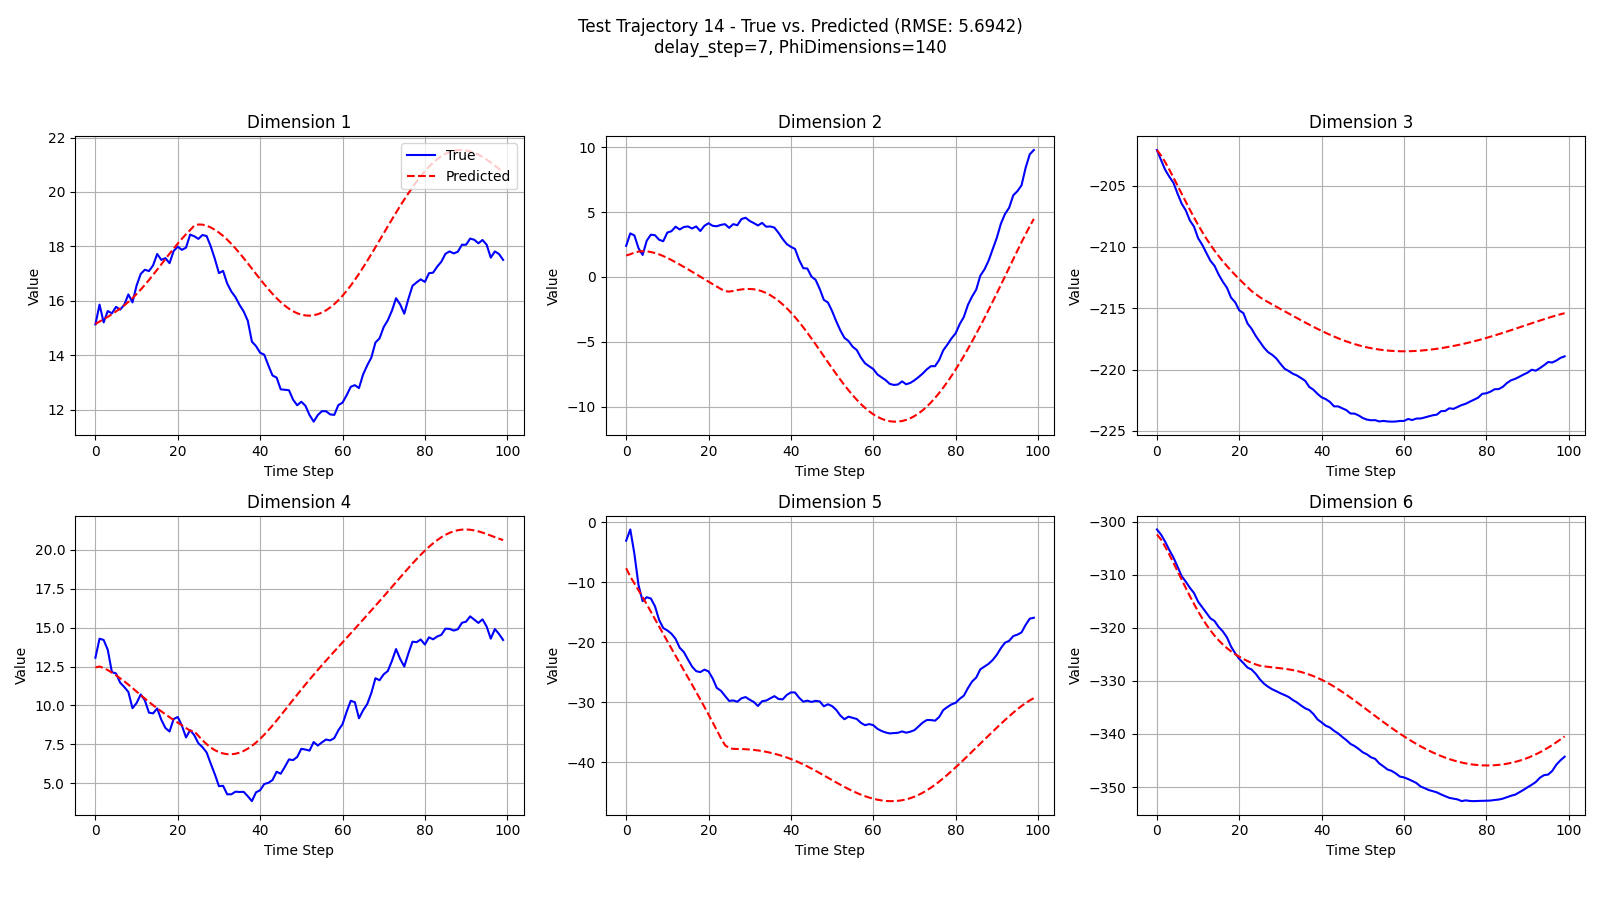 Test Trajectory 14 - True vs. Predicted (RMSE: 5.6942)
delay_step=7, PhiDimensions=140
Dimension 1
22
20
18
16
14
12
Value
0 20 40 60 80 100
Time Step
True
Predicted
Dimension 2
10
5
0
−5
−10
Value
0 20 40 60 80 100
Time Step
Dimension 3
−205
−210
−215
−220
−225
Value
0 20 40 60 80 100
Time Step
Dimension 4
20.0
17.5
15.0
12.5
10.0
7.5
5.0
Value
0 20 40 60 80 100
Time Step
Dimension 5
0
−10
−20
−30
−40
Value
0 20 40 60 80 100
Time Step
Dimension 6
−300
−310
−320
−330
−340
−350
Value
0 20 40 60 80 100
Time Step